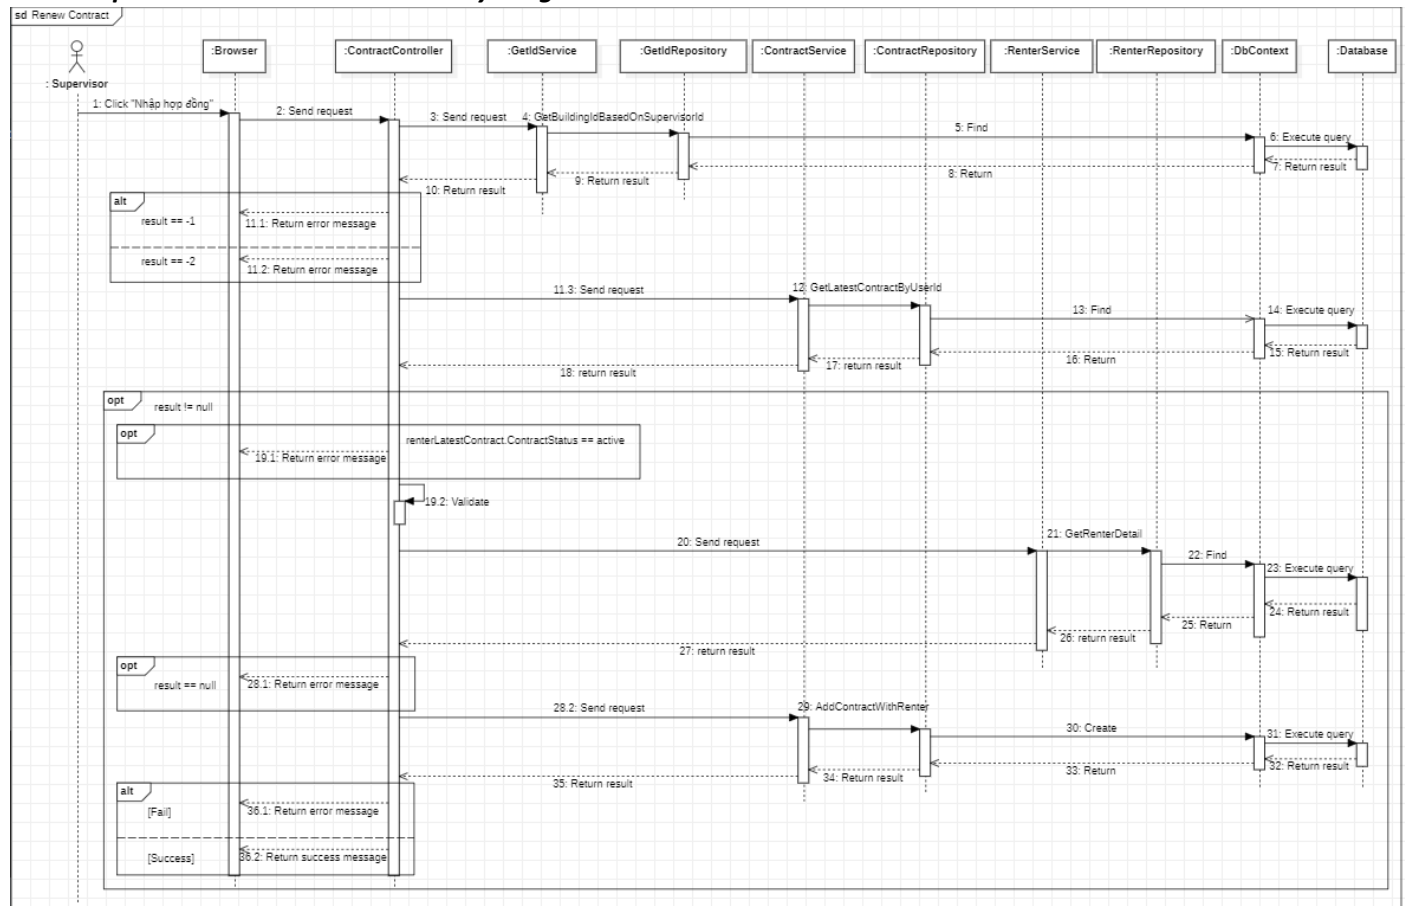 sd Renew Contract
: Supervisor
:Browser
:ContractController
:GetIdService
:GetIdRepository
:ContractService
:ContractRepository
:RenterService
:RenterRepository
:DbContext
:Database
1: Click "Nhập hợp đồng"
2: Send request
3: Send request
4: GetBuildingIdBasedOnSupervisorId
5: Find
6: Execute query
7: Return result
8: Return
9: Return result
10: Return result
alt
result == -1
11.1: Return error message
result == -2
11.2: Return error message
11.3: Send request
12: GetLatestContractByUserId
13: Find
14: Execute query
15: Return result
16: Return
17: return result
18: return result
opt
result != null
opt
renterLatestContract.ContractStatus == active
19.1: Return error message
19.2: Validate
20: Send request
21: GetRenterDetail
22: Find
23: Execute query
24: Return result
25: Return
26: return result
27: return result
opt
result == null
28.1: Return error message
28.2: Send request
29: AddContractWithRenter
30: Create
31: Execute query
32: Return result
33: Return
34: Return result
35: Return result
alt
[Fail]
36.1: Return error message
[Success]
36.2: Return success message